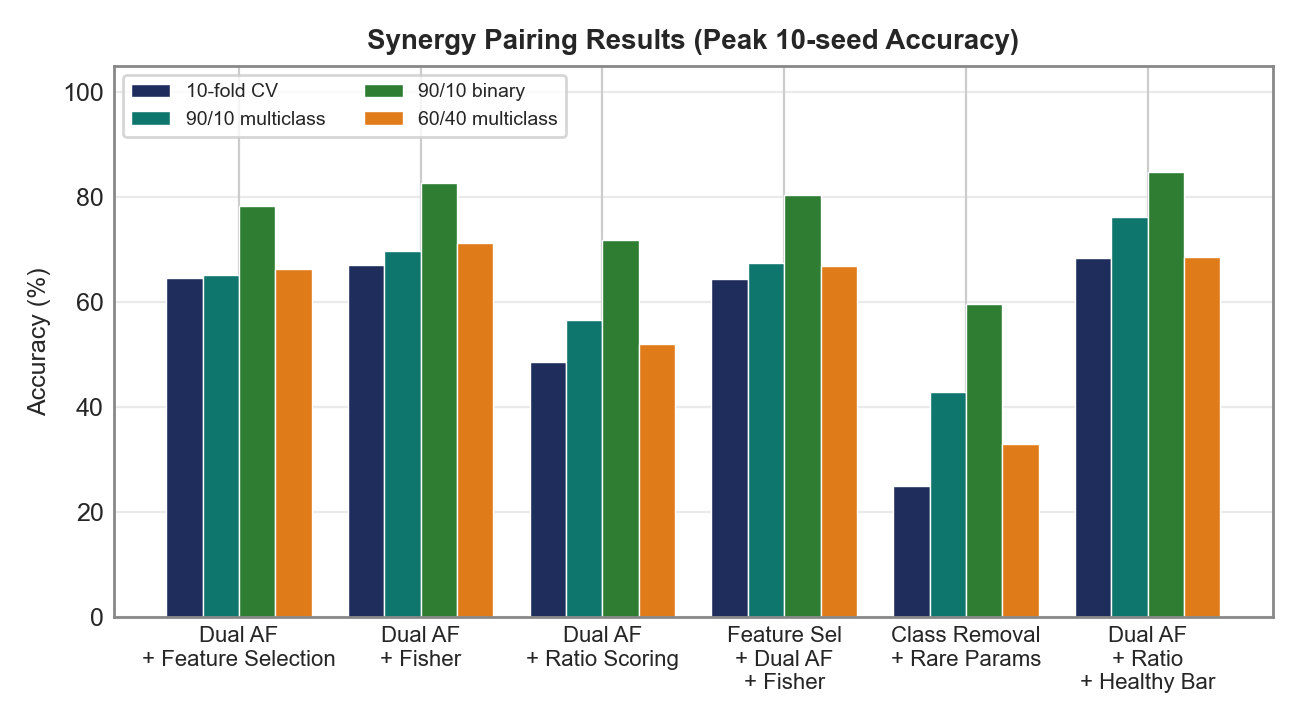 Synergy Pairing Results (Peak 10-seed Accuracy)
10-fold CV
90/10 multiclass
90/10 binary
60/40 multiclass
Accuracy (%)
100
80
60
40
20
0
Dual AF
+ Feature Selection
Dual AF
+ Fisher
Dual AF
+ Ratio Scoring
Feature Sel
+ Dual AF
+ Fisher
Class Removal
+ Rare Params
Dual AF
+ Ratio
+ Healthy Bar